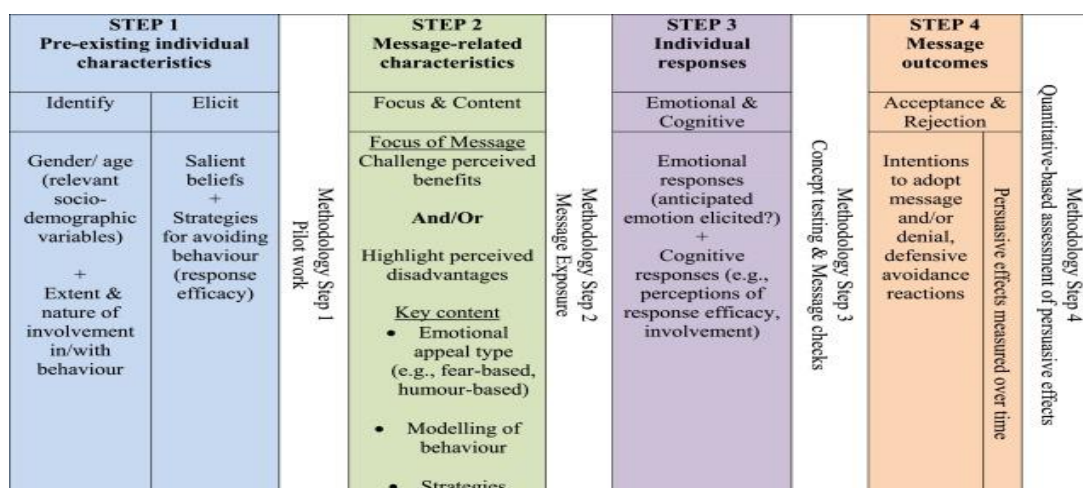 STEP 1
Pre-existing individual
characteristics
Identify
Elicit
Gender/ age
(relevant
socio-
demographic
variables)
+
Extent &
nature of
involvement
in/with
behaviour
Salient
beliefs
+
Strategies
for avoiding
behaviour
(response
efficacy)
Methodology Step 1
Pilot work
STEP 2
Message-related
characteristics
Focus & Content
Focus of Message
Challenge perceived
benefits
And/Or
Highlight perceived
disadvantages
Key content
• Emotional
appeal type
(e.g., fear-based,
humour-based)
• Modelling of
behaviour
• Strategies
Methodology Step 2
Message Exposure
STEP 3
Individual
responses
Emotional &
Cognitive
Emotional
responses
(anticipated
emotion elicited?)
+
Cognitive
responses (e.g.,
perceptions of
response efficacy,
involvement)
Methodology Step 3
Concept testing & Message checks
STEP 4
Message
outcomes
Acceptance &
Rejection
Intentions
to adopt
message
and/or
denial,
defensive
avoidance
reactions
Persuasive effects measured over time
Methodology Step 4
Quantitative-based assessment of persuasive effects